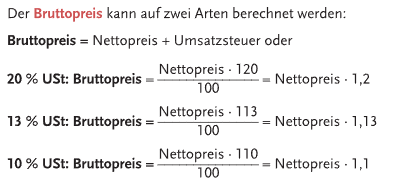 Der Bruttopreis kann auf zwei Arten berechnet werden:
Bruttopreis = Nettopreis + Umsatzsteuer oder
20 % USt: Bruttopreis = Nettopreis · 120 / 100 = Nettopreis · 1,2
13 % USt: Bruttopreis = Nettopreis · 113 / 100 = Nettopreis · 1,13
10 % USt: Bruttopreis = Nettopreis · 110 / 100 = Nettopreis · 1,1